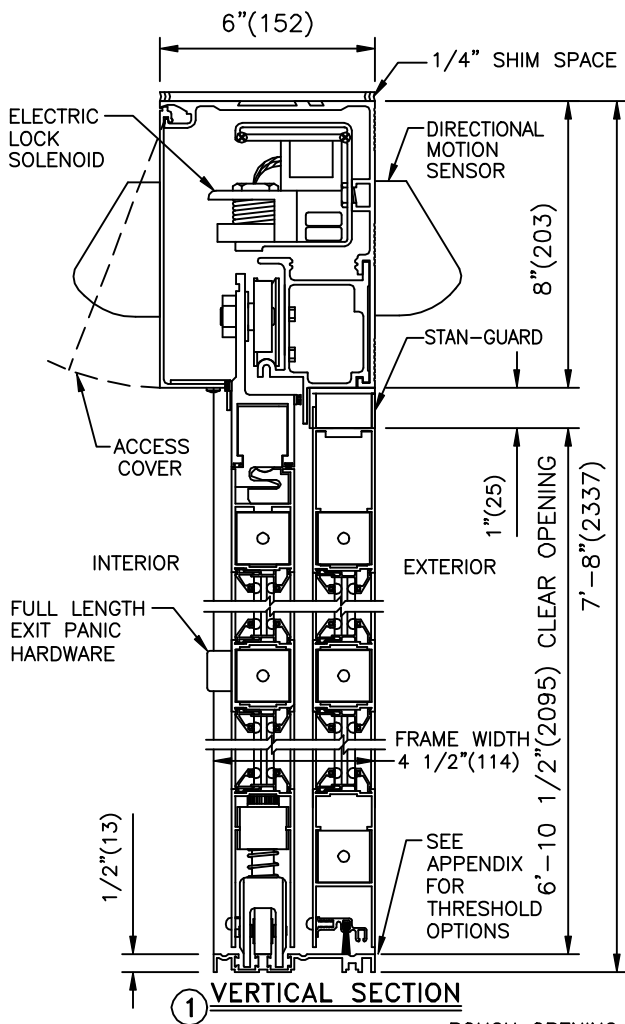 6"(152)
1/4" SHIM SPACE
ELECTRIC
LOCK
SOLENOID
DIRECTIONAL
MOTION
SENSOR
8"(203)
STAN-GUARD
ACCESS
COVER
1"(25)
6'-10 1/2"(2095) CLEAR OPENING
7'-8"(2337)
INTERIOR
EXTERIOR
FULL LENGTH
EXIT PANIC
HARDWARE
FRAME WIDTH
4 1/2"(114)
1/2"(13)
SEE
APPENDIX
FOR
THRESHOLD
OPTIONS
1 VERTICAL SECTION
ROUGH OPENING